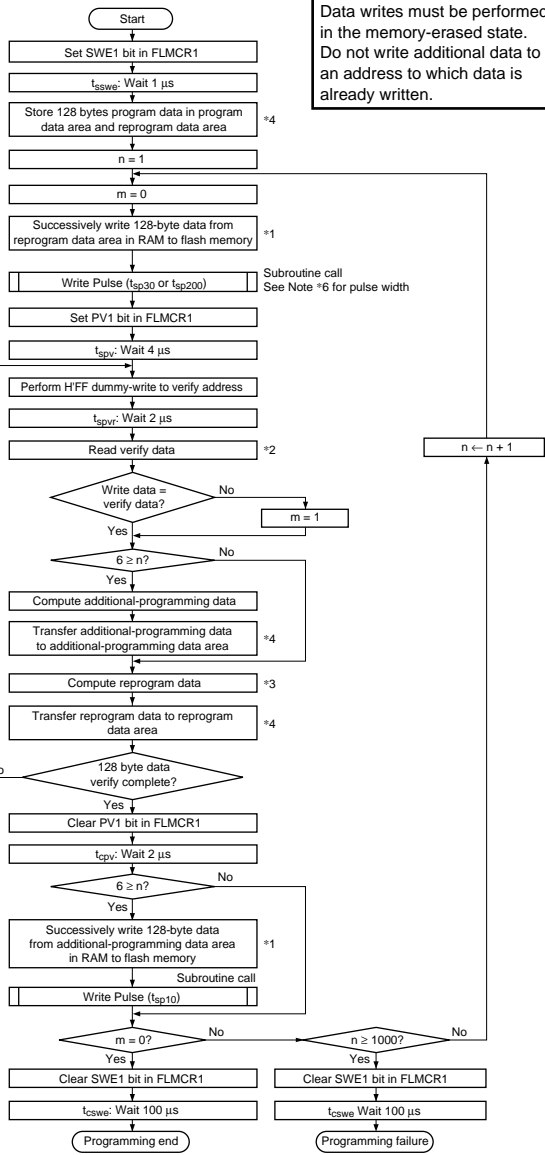 Start
Data writes must be performed
in the memory-erased state.
Do not write additional data to
an address to which data is
already written.
Set SWE1 bit in FLMCR1
tsswe: Wait 1 μs
Store 128 bytes program data in program
data area and reprogram data area
*4
n = 1
m = 0
Successively write 128-byte data from
reprogram data area in RAM to flash memory
*1
Write Pulse (tsp30 or tsp200)
Subroutine call
See Note *6 for pulse width
Set PV1 bit in FLMCR1
tspv: Wait 4 μs
Perform H'FF dummy-write to verify address
tspvr: Wait 2 μs
Read verify data
*2
n ← n + 1
Write data =
verify data?
No
m = 1
Yes
6 ≥ n?
No
Yes
Compute additional-programming data
Transfer additional-programming data
to additional-programming data area
*4
Compute reprogram data
*3
Transfer reprogram data to reprogram
data area
*4
128 byte data
verify complete?
Yes
Clear PV1 bit in FLMCR1
tcpv: Wait 2 μs
6 ≥ n?
No
Yes
Successively write 128-byte data
from additional-programming data area
in RAM to flash memory
*1
Subroutine call
Write Pulse (tsp10)
m = 0?
No
n ≥ 1000?
No
Yes
Yes
Clear SWE1 bit in FLMCR1
Clear SWE1 bit in FLMCR1
tcswe: Wait 100 μs
tcswe Wait 100 μs
Programming end
Programming failure